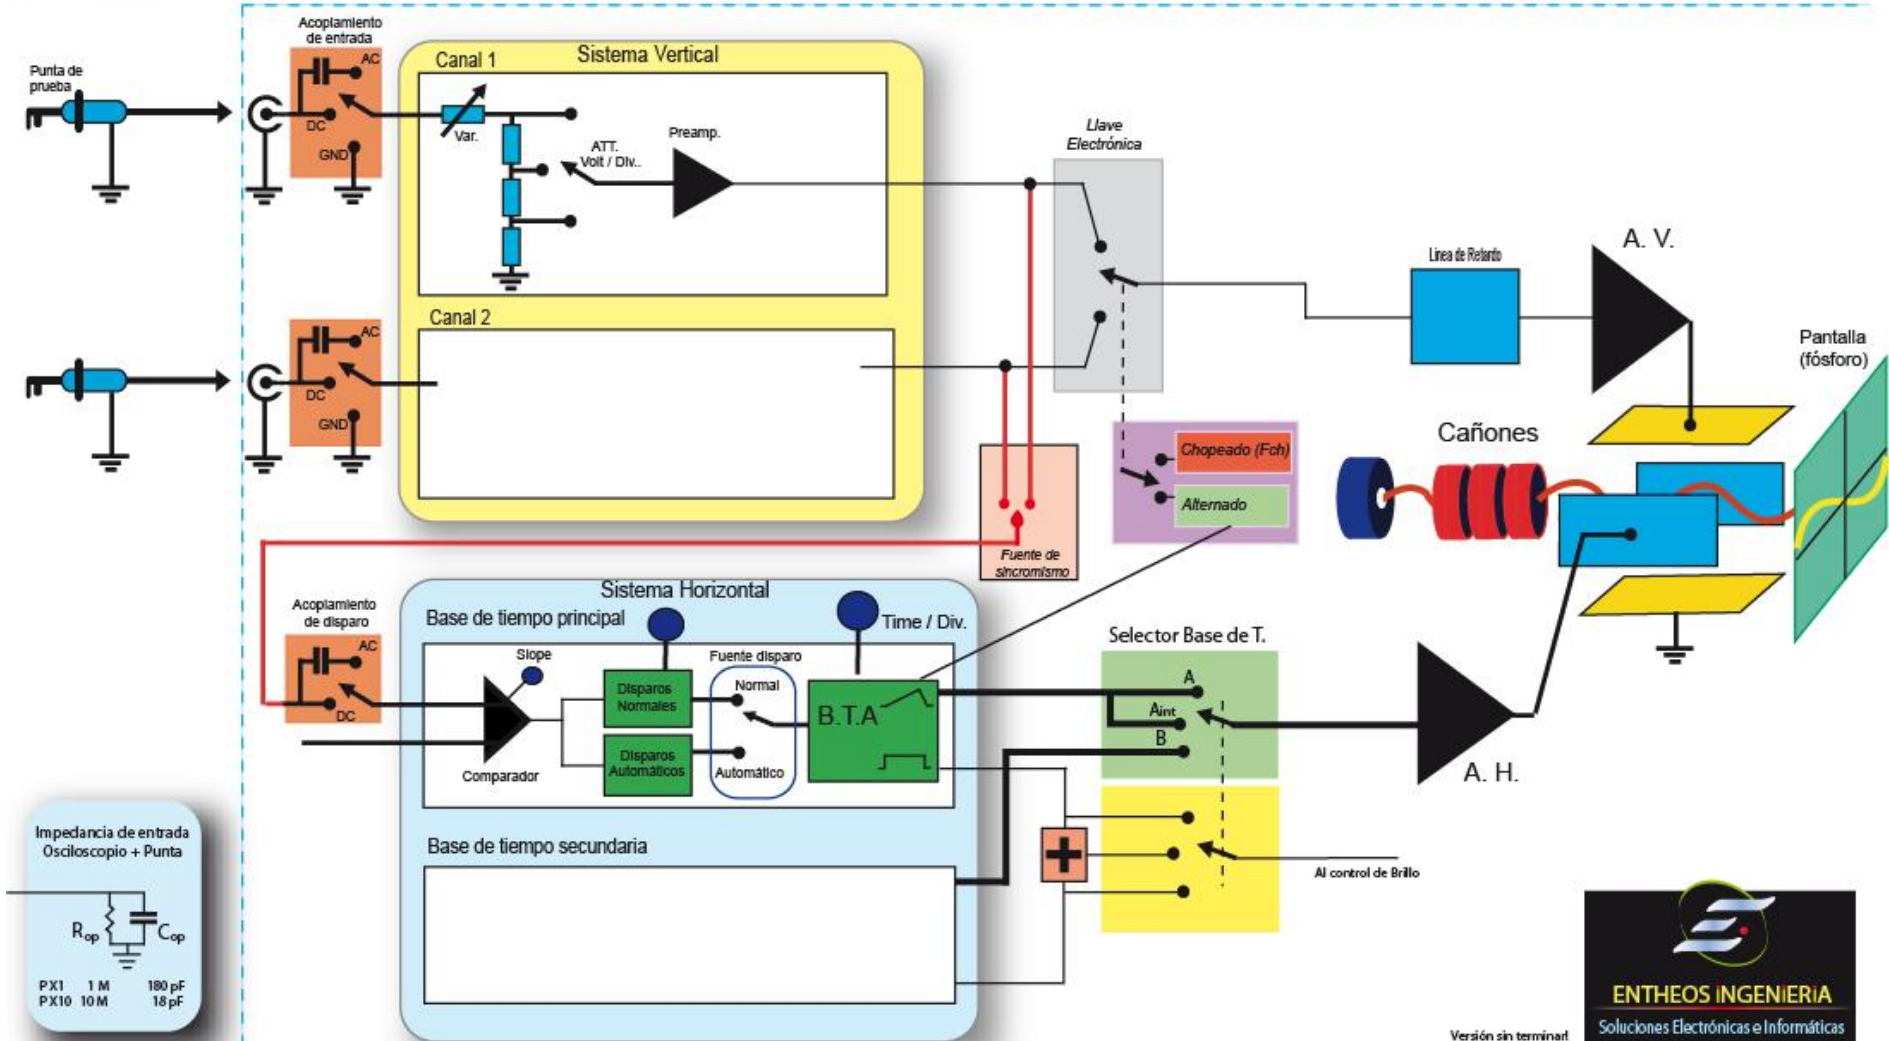 Acoplamiento
de entrada
Punta de
prueba
AC
DC
GND
Sistema Vertical
Canal 1
Var.
ATT.
Volt / Div..
Preamp.
Llave
Electrónica
Linea de Retardo
A. V.
Pantalla
(fósforo)
Canal 2
AC
DC
GND
Cañones
Chopeado (Fch)
Alternado
Fuente de
sincromismo
Acoplamiento
de disparo
AC
DC
Sistema Horizontal
Base de tiempo principal
Time / Div.
Slope
Comparador
Disparos
Normales
Disparos
Automáticos
Fuente disparo
Normal
Automático
B.T.A
Selector Base de T.
A
Aint
B
A. H.
Al control de Brillo
Base de tiempo secundaria
Impedancia de entrada
Osciloscopio + Punta
Rop
Cop
PX1 1 M 180 pF
PX10 10 M 18 pF
Versión sin terminar!
ENTHEOS iNGENiERiA
Soluciones Electrónicas e Informáticas